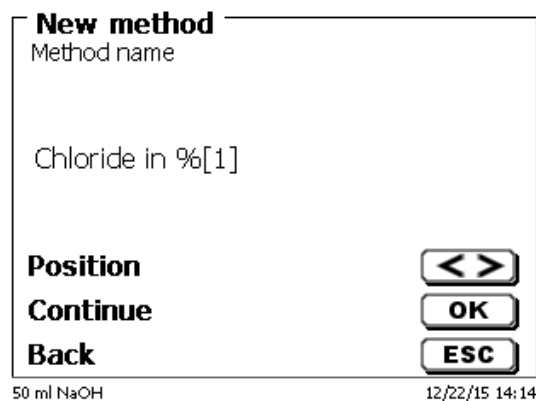 New method
Method name
Chloride in %[1]
Position < >
Continue OK
Back ESC
50 ml NaOH 12/22/15 14:14